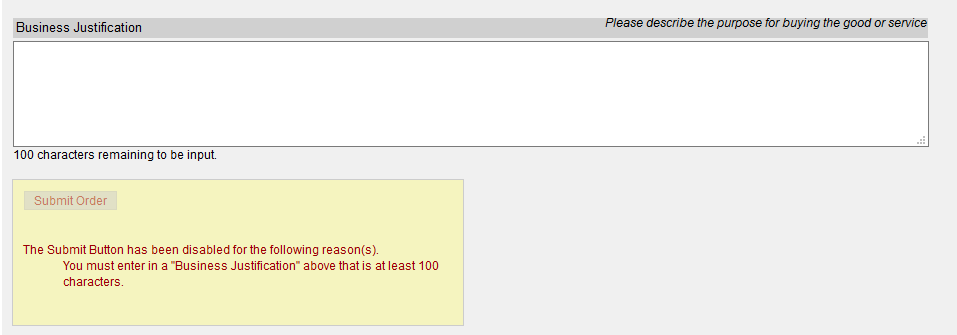 Business Justification
Please describe the purpose for buying the good or service
100 characters remaining to be input.
Submit Order
The Submit Button has been disabled for the following reason(s).
You must enter in a "Business Justification" above that is at least 100
characters.